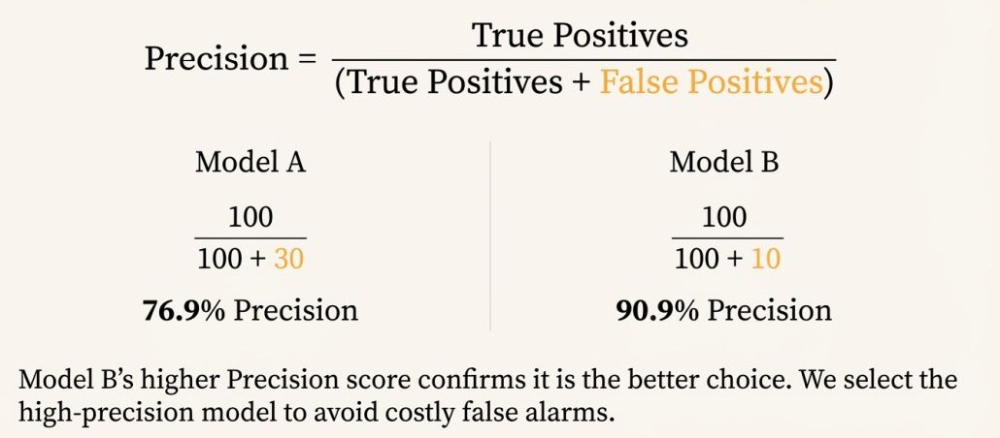 Precision =
True Positives
(True Positives + False Positives)
Model A
100
100 + 30
76.9% Precision
Model B
100
100 + 10
90.9% Precision
Model B’s higher Precision score confirms it is the better choice. We select the
high-precision model to avoid costly false alarms.